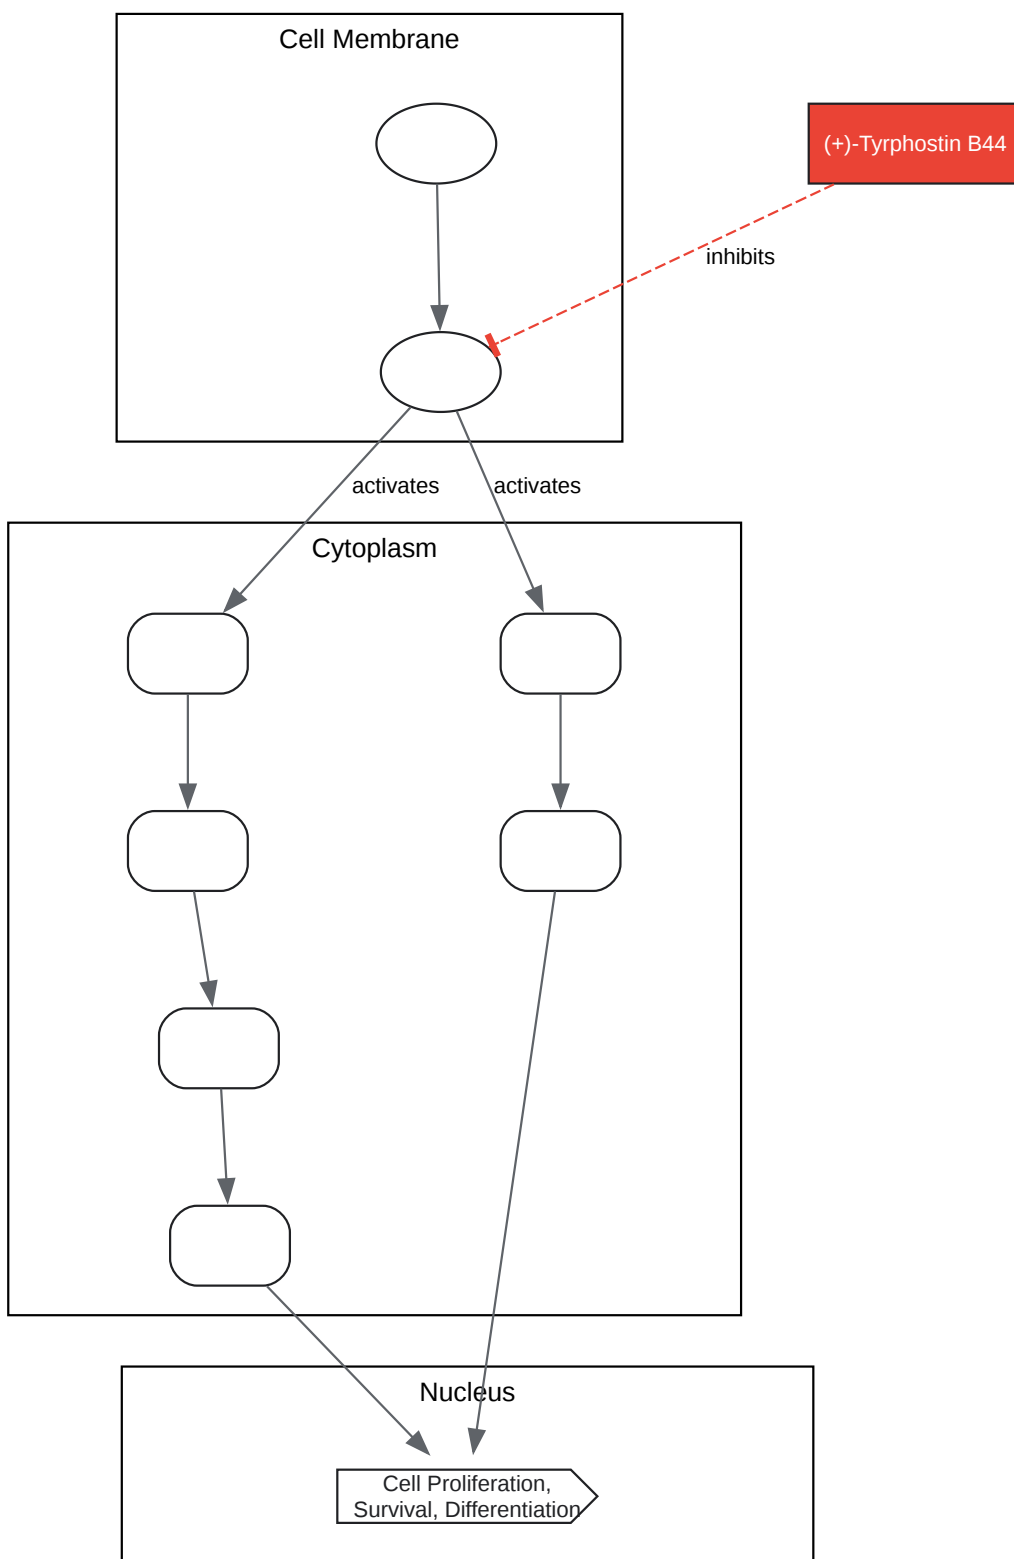 Cell Membrane
(+)-Tyrphostin B44
inhibits
activates
activates
Cytoplasm
Nucleus
Cell Proliferation,
Survival, Differentiation